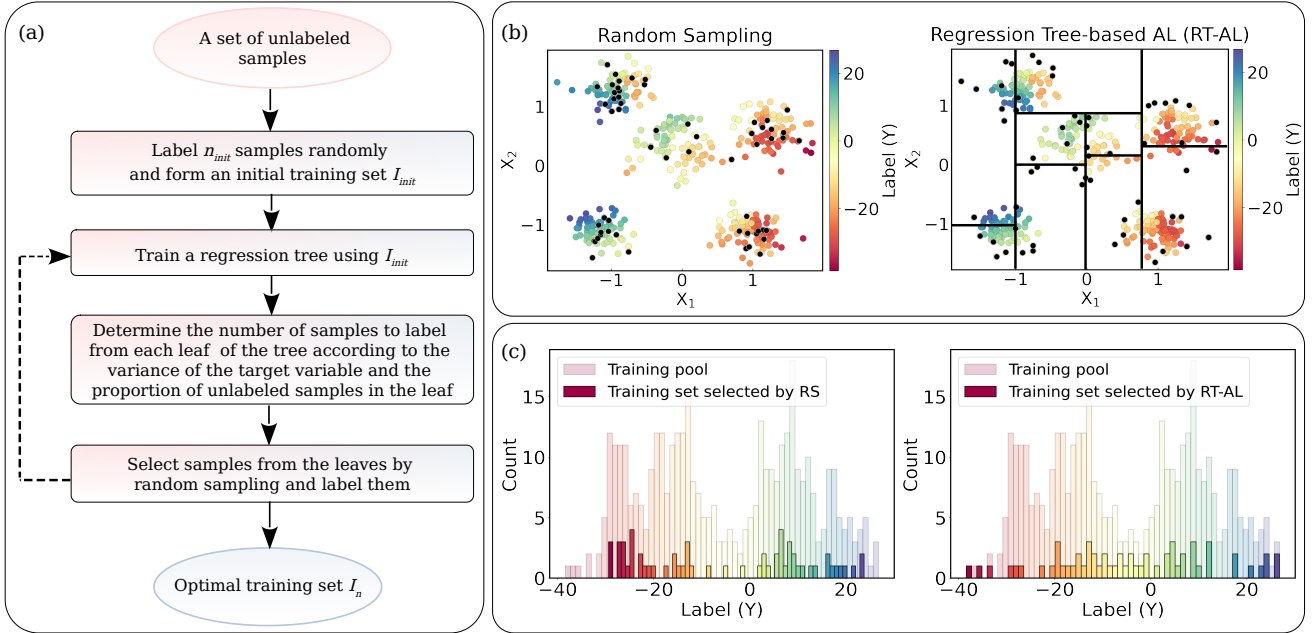 (a)
A set of unlabeled
samples
Label n_init samples randomly
and form an initial training set I_init
Train a regression tree using I_init
Determine the number of samples to label
from each leaf of the tree according to the
variance of the target variable and the
proportion of unlabeled samples in the leaf
Select samples from the leaves by
random sampling and label them
Optimal training set I_n
(b)
Random Sampling
X_2
1
0
−1
−1 0 1
X_1
20
0
−20
Label (Y)
Regression Tree-based AL (RT-AL)
X_2
1
0
−1
−1 0 1
X_1
20
0
−20
Label (Y)
(c)
Training pool
Training set selected by RS
Count
15
10
5
0
−40 −20 0 20
Label (Y)
Training pool
Training set selected by RT-AL
Count
15
10
5
0
−40 −20 0 20
Label (Y)